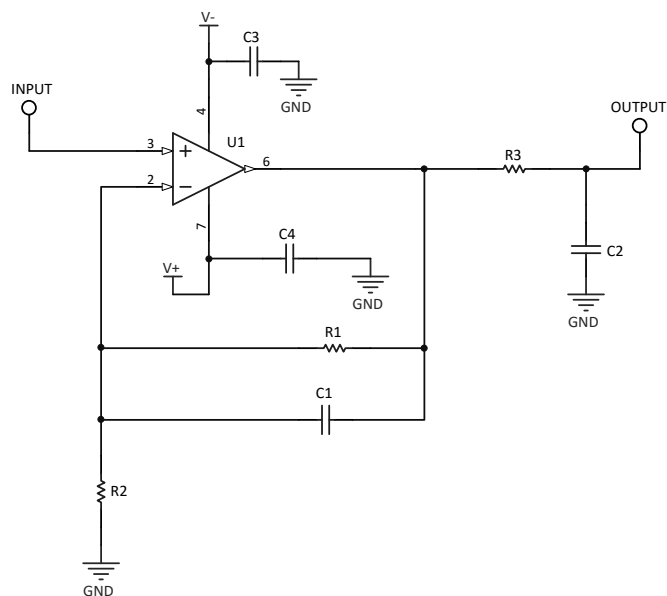 V-
C3
GND
INPUT
4
3
+
U1
6
2
−
7
OUTPUT
R3
C2
GND
C4
V+
GND
R1
C1
R2
GND